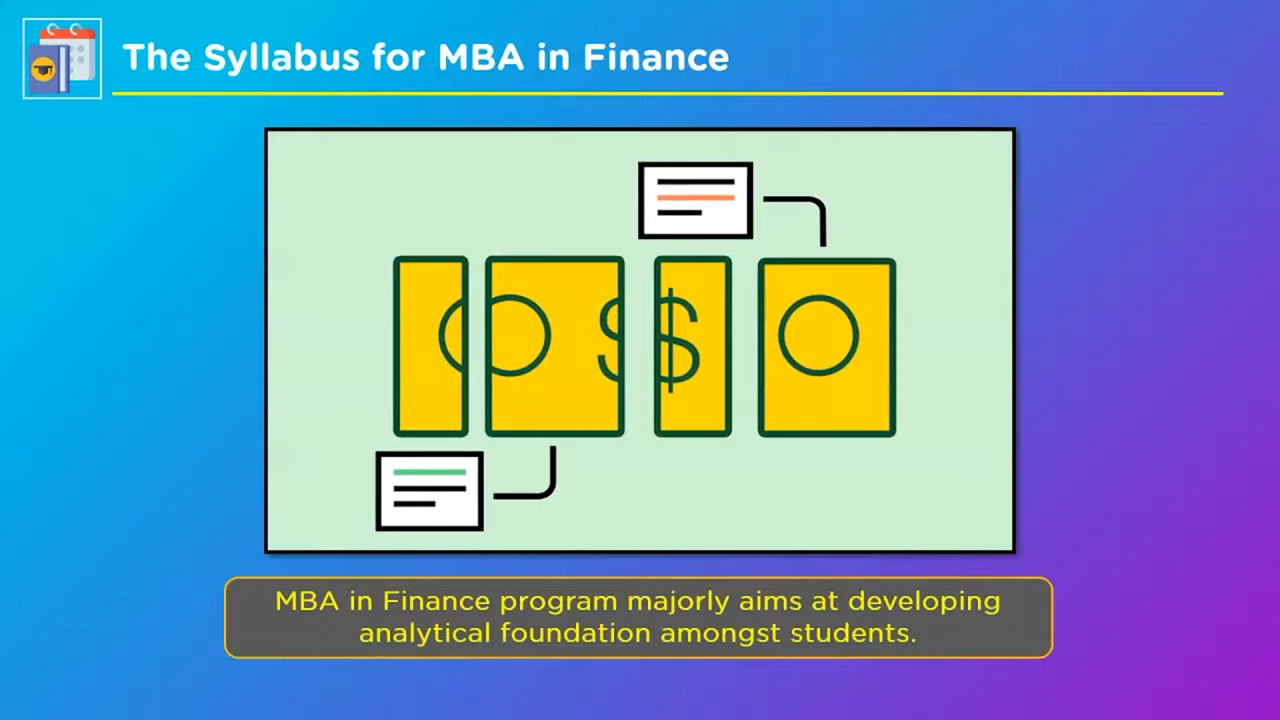 The Syllabus for MBA in Finance
$
$
MBA in Finance program majorly aims at developing
analytical foundation amongst students.